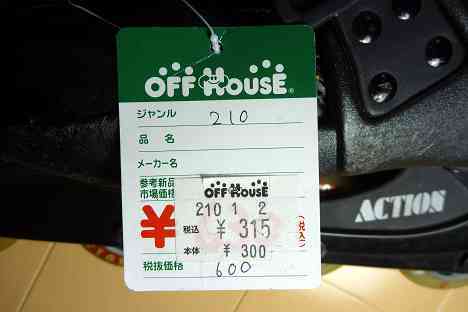 OFF HOUSE®
ジャンル 210
品名
メーカー名
参考新品
市場価格
OFF HOUSE
210 1 2
¥ 税込 ¥ 315 (税込)
本体 ¥ 300
税抜価格 600
ACTION